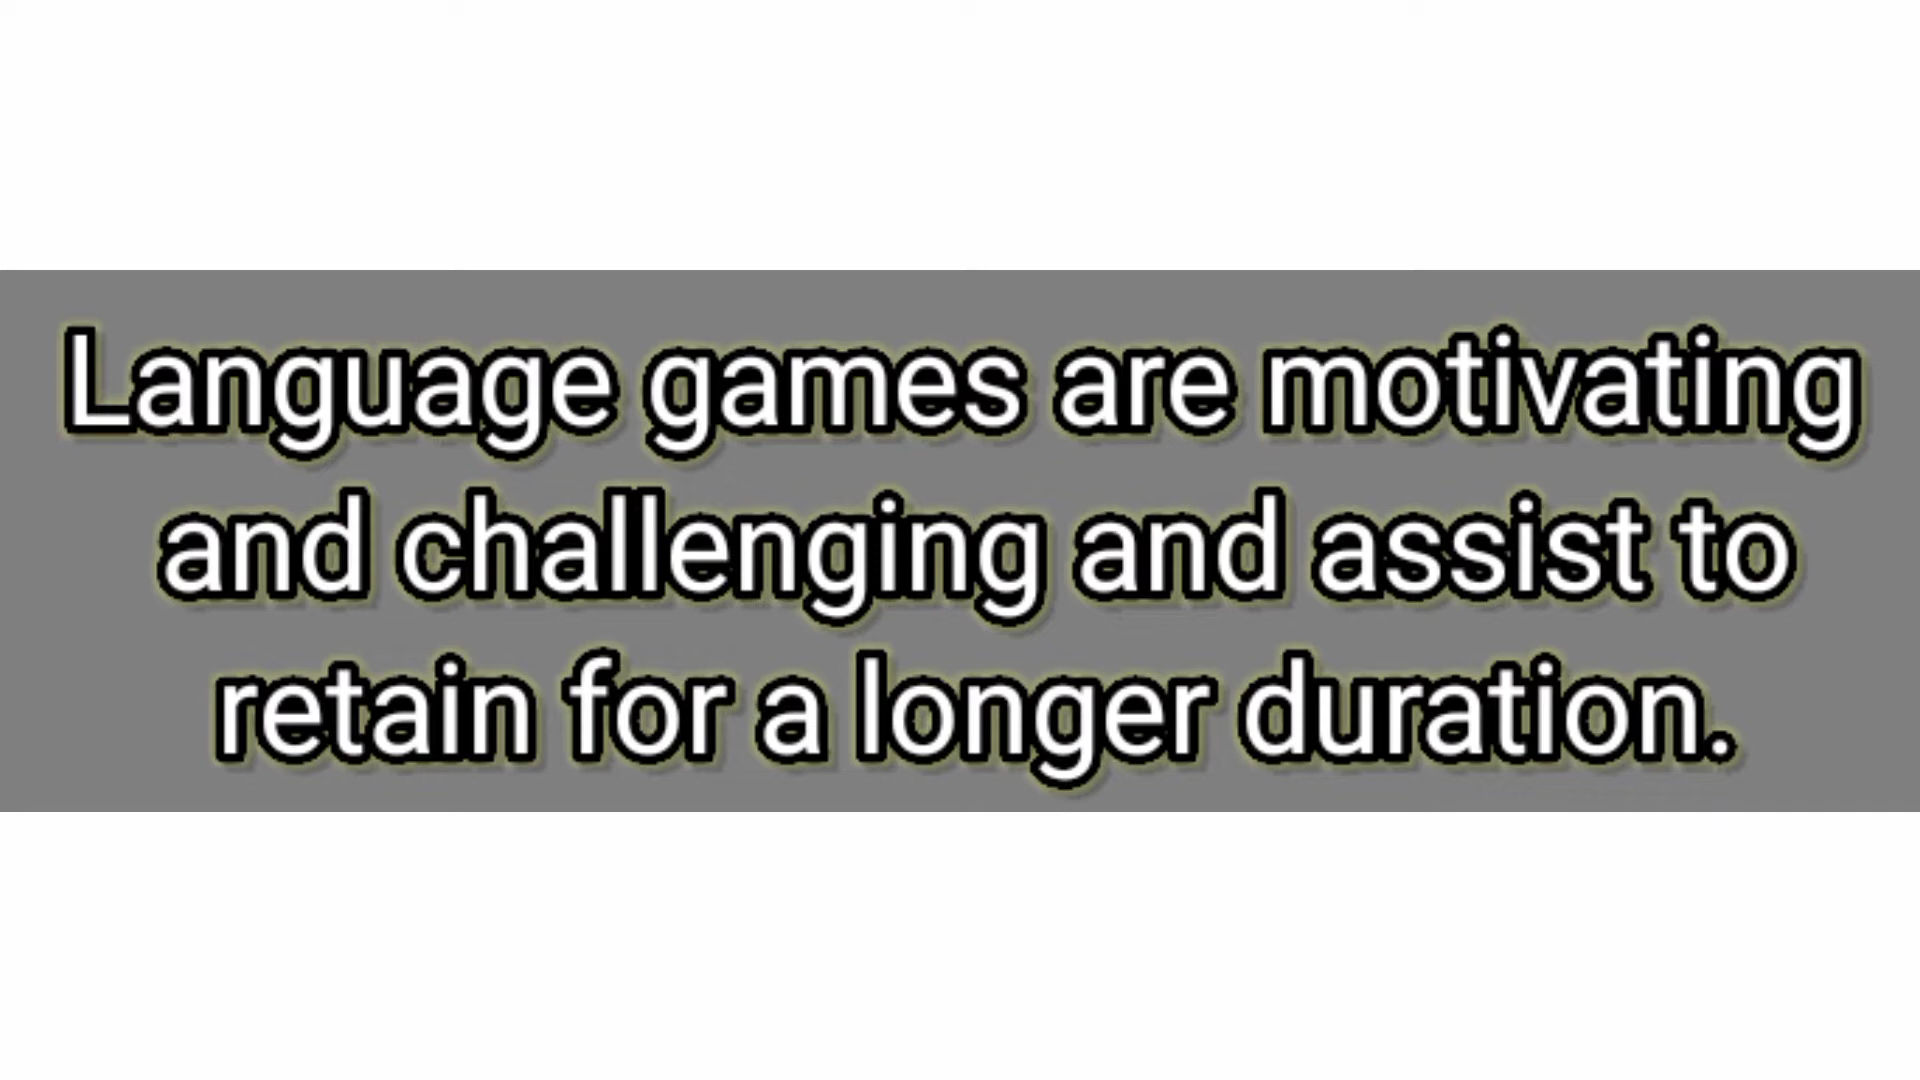 Language games are motivating
and challenging and assist to
retain for a longer duration.